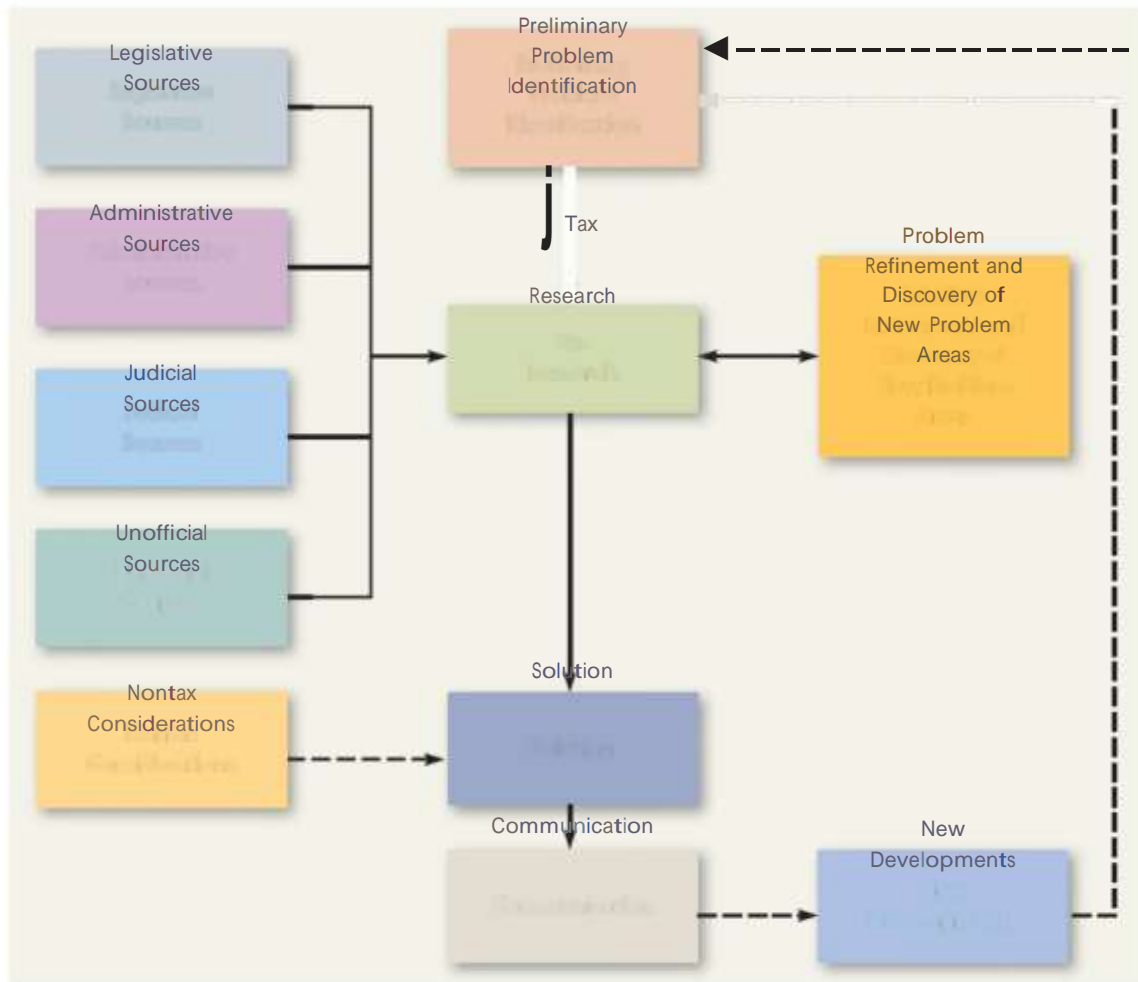 Legislative
Sources
Preliminary
Problem
Identification
Administrative
Sources
Tax
Research
Problem
Refinement and
Discovery of
New Problem
Areas
Judicial
Sources
Unofficial
Sources
Nontax
Considerations
Solution
Communication
New
Developments